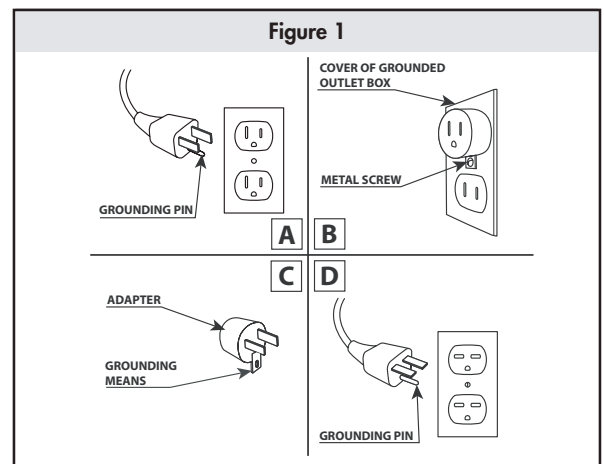 Figure 1
GROUNDING PIN
A
COVER OF GROUNDED
OUTLET BOX
METAL SCREW
B
ADAPTER
GROUNDING
MEANS
C
D
GROUNDING PIN